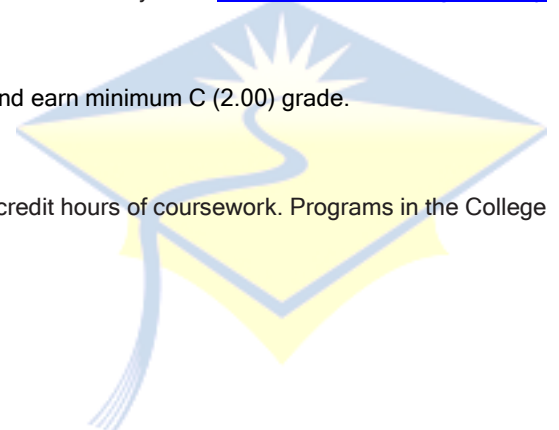 nd earn minimum C (2.00) grade.
credit hours of coursework. Programs in the College